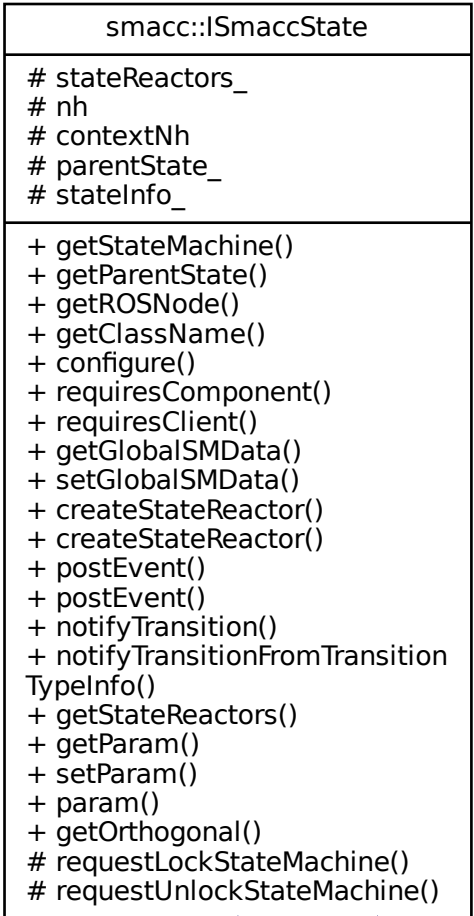 smacc::ISmaccState
# stateReactors_
# nh
# contextNh
# parentState_
# stateInfo_
+ getStateMachine()
+ getParentState()
+ getROSNode()
+ getClassName()
+ configure()
+ requiresComponent()
+ requiresClient()
+ getGlobalSMData()
+ setGlobalSMData()
+ createStateReactor()
+ createStateReactor()
+ postEvent()
+ postEvent()
+ notifyTransition()
+ notifyTransitionFromTransition
TypeInfo()
+ getStateReactors()
+ getParam()
+ setParam()
+ param()
+ getOrthogonal()
# requestLockStateMachine()
# requestUnlockStateMachine()